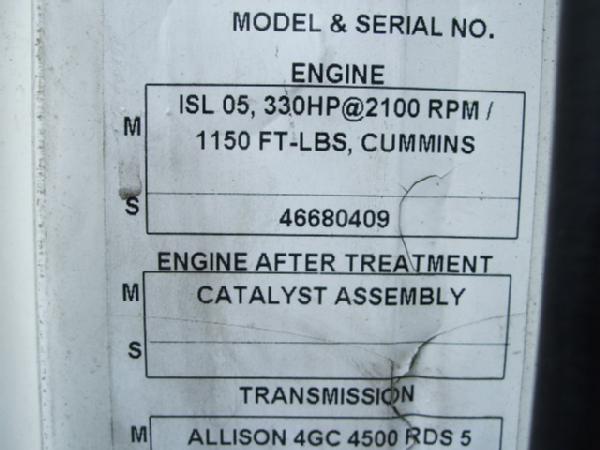 MODEL & SERIAL NO.
ENGINE
M ISL 05, 330HP@2100 RPM /
1150 FT-LBS, CUMMINS
S 46680409
ENGINE AFTER TREATMENT
M CATALYST ASSEMBLY
S
TRANSMISSION
M ALLISON 4GC 4500 RDS 5